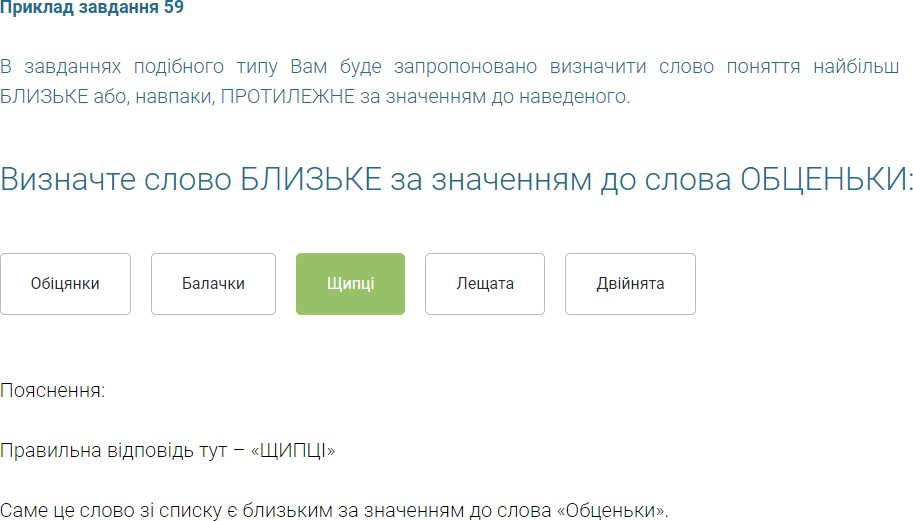 Приклад завдання 59
В завданнях подібного типу Вам буде запропоновано визначити слово поняття найбільш
БЛИЗЬКЕ або, навпаки, ПРОТИЛЕЖНЕ за значенням до наведеного.
Визначте слово БЛИЗЬКЕ за значенням до слова ОБЦЕНЬКИ:
Обіцянки Балачки Щипці Лещата Двійнята
Пояснення:
Правильна відповідь тут – «ЩИПЦІ»
Саме це слово зі списку є близьким за значенням до слова «Обценьки».